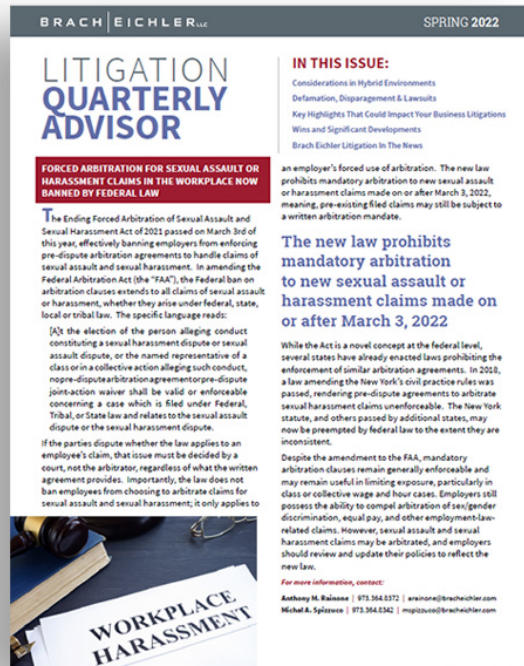 BRACH | EICHLER LLC
SPRING 2022
LITIGATION
QUARTERLY
ADVISOR
IN THIS ISSUE:
Considerations in Hybrid Environments
Defamation, Disparagement & Lawsuits
Key Highlights That Could Impact Your Business Litigations
Wins and Significant Developments
Brach Eichler Litigation In The News
FORCED ARBITRATION FOR SEXUAL ASSAULT OR
HARASSMENT CLAIMS IN THE WORKPLACE NOW
BANNED BY FEDERAL LAW
The Ending Forced Arbitration of Sexual Assault and
Sexual Harassment Act of 2021 passed on March 3rd of
this year, effectively banning employers from enforcing
pre-dispute arbitration agreements to handle claims of
sexual assault and sexual harassment. In amending the
Federal Arbitration Act (the "FAA"), the Federal ban on
arbitration clauses extends to all claims of sexual assault
or harassment, whether they arise under federal, state,
local or tribal law. The specific language reads:
[A]t the election of the person alleging conduct
constituting a sexual harassment dispute or sexual
assault dispute, or the named representative of a
class or in a collective action alleging such conduct,
no pre-dispute arbitration agreement or pre-dispute
joint-action waiver shall be valid or enforceable
concerning a case which is filed under Federal,
Tribal, or State law and relates to the sexual assault
dispute or the sexual harassment dispute.
If the parties dispute whether the law applies to an
employee's claim, that issue must be decided by a
court, not the arbitrator, regardless of what the written
agreement provides. Importantly, the law does not
ban employees from choosing to arbitrate claims for
sexual assault and sexual harassment; it only applies to
WORKPLACE
HARASSMENT
an employer's forced use of arbitration. The new law
prohibits mandatory arbitration to new sexual assault
or harassment claims made on or after March 3, 2022,
meaning, pre-existing filed claims may still be subject to
a written arbitration mandate.
The new law prohibits
mandatory arbitration
to new sexual assault or
harassment claims made on
or after March 3, 2022
While the Act is a novel concept at the federal level,
several states have already enacted laws prohibiting the
enforcement of similar arbitration agreements. In 2018,
a law amending the New York's civil practice rules was
passed, rendering pre-dispute agreements to arbitrate
sexual harassment claims unenforceable. The New York
statute, and others passed by additional states, may
now be preempted by federal law to the extent they are
inconsistent.
Despite the amendment to the FAA, mandatory
arbitration clauses remain generally enforceable and
may remain useful in limiting exposure, particularly in
class or collective wage and hour cases. Employers still
possess the ability to compel arbitration of sex/gender
discrimination, equal pay, and other employment-law-
related claims. However, sexual assault and sexual
harassment claims may be arbitrated, and employers
should review and update their policies to reflect the
new law.
For more information, contact:
Anthony M. Rainone | 973.364.8372 | arainone@bracheichler.com
Michal A. Spizzuco | 973.364.8342 | mspizzuco@bracheichler.com